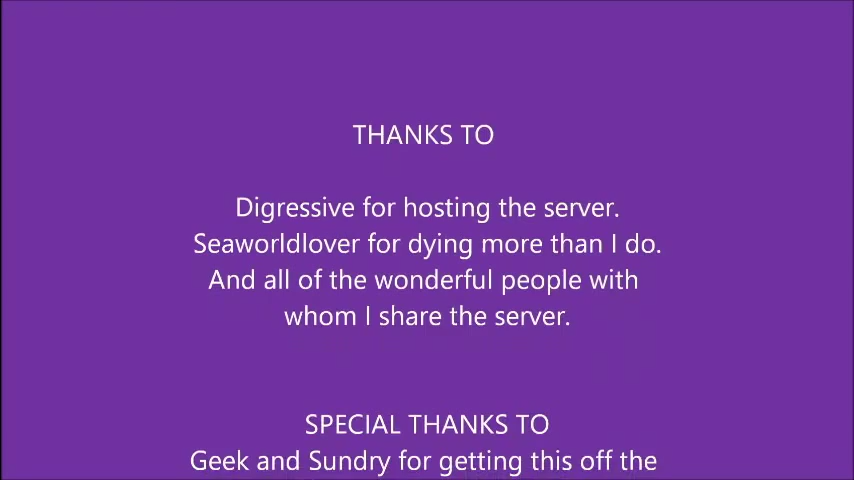 THANKS TO
Digressive for hosting the server.
Seaworldlover for dying more than I do.
And all of the wonderful people with
whom I share the server.
SPECIAL THANKS TO
Geek and Sundry for getting this off the